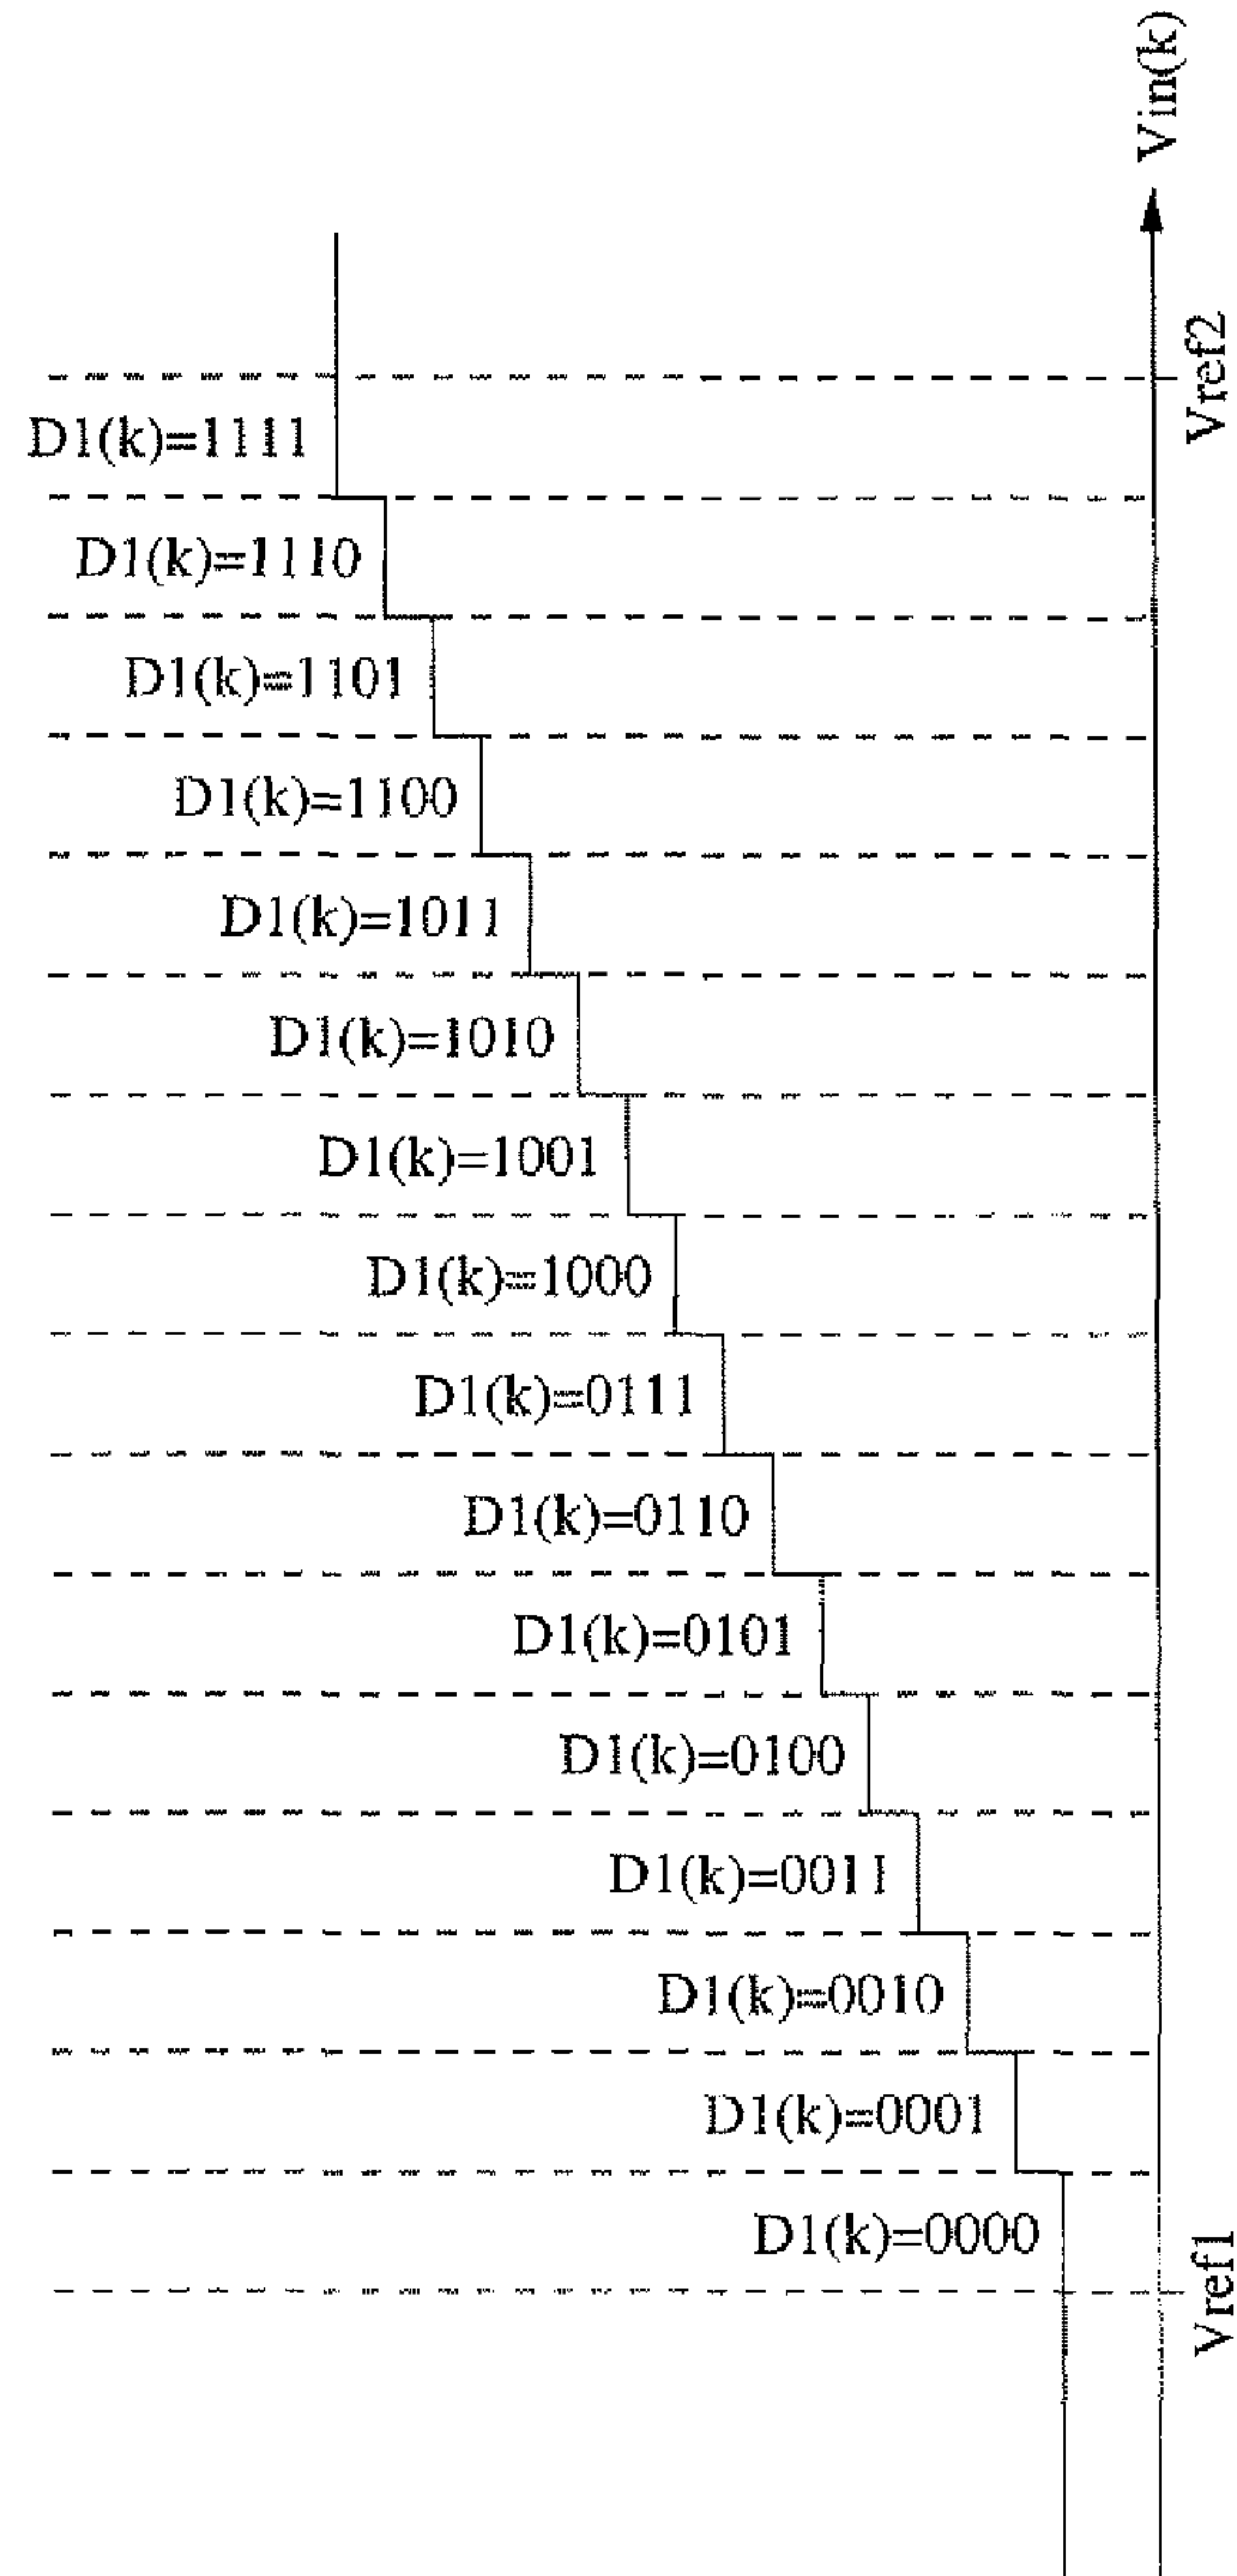 Vin(k)
Vref2
D1(k)=1111
D1(k)=1110
D1(k)=1101
D1(k)=1100
D1(k)=1011
D1(k)=1010
D1(k)=1001
D1(k)=1000
D1(k)=0111
D1(k)=0110
D1(k)=0101
D1(k)=0100
D1(k)=0011
D1(k)=0010
D1(k)=0001
D1(k)=0000
Vref1